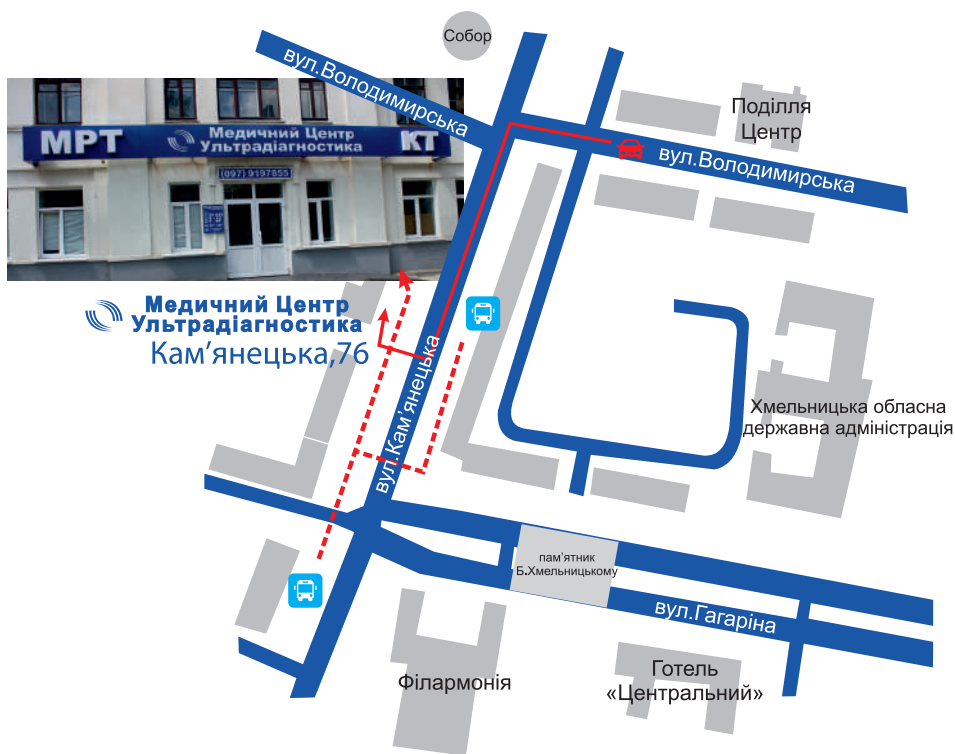 Собор
вул.Володимирська
Поділля
Центр
вул.Володимирська
МРТ
Медичний Центр
Ультрадіагностика
КТ
(097) 9197855
Медичний Центр
Ультрадіагностика
Кам’янецька,76
вул.Кам’янецька
Хмельницька обласна
державна адміністрація
пам’ятник
Б.Хмельницькому
вул.Гагаріна
Філармонія
Готель
«Центральний»